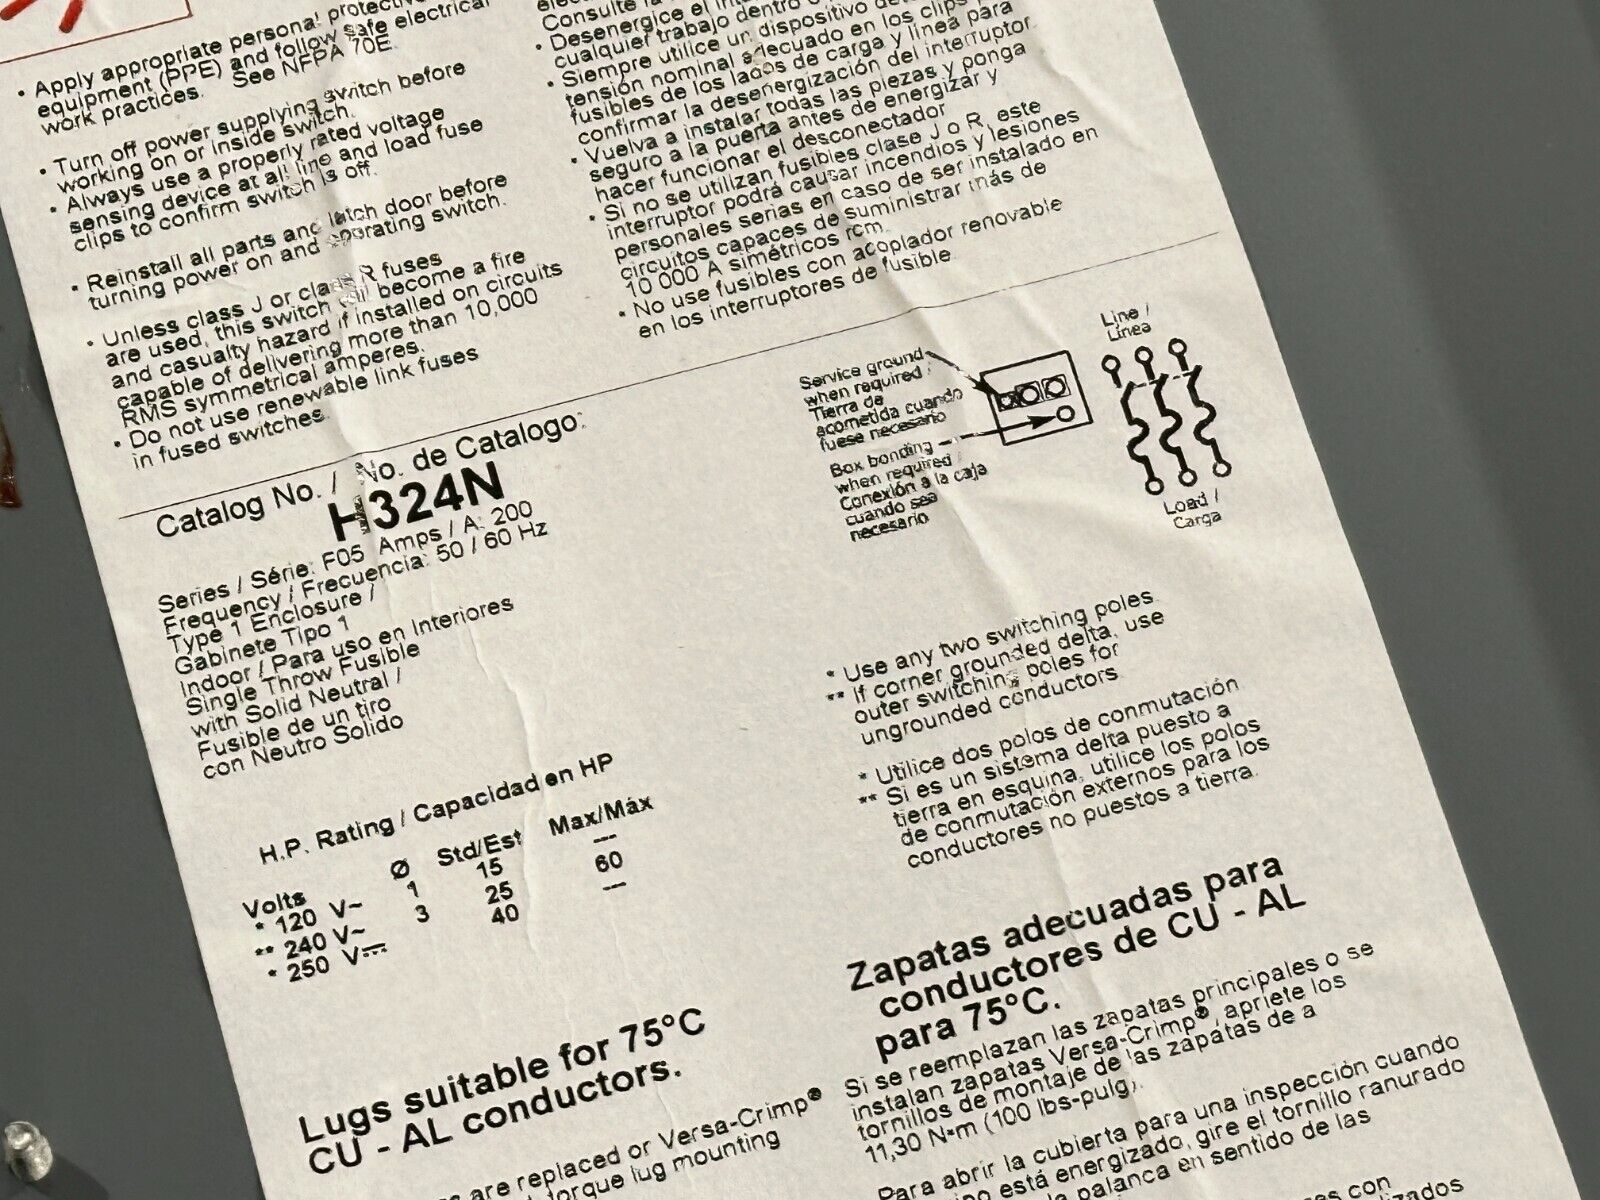 • Apply appropriate personal protective
equipment (PPE) and follow safe electrical
work practices. See NFPA 70E.
• Turn off power supplying switch before
working on or inside switch.
• Always use a properly rated voltage
sensing device at all line and load fuse
clips to confirm switch is off.
• Reinstall all parts and latch door before
turning power on and operating switch.
• Unless class J or class R fuses
are used, this switch will become a fire
and casualty hazard if installed on circuits
capable of delivering more than 10,000
RMS symmetrical amperes.
• Do not use renewable link fuses
in fused switches.
Consulte la
• Desenergice el
cualquier trabajo dentro
• Siempre utilice un dispositivo de
tensión nominal adecuado en los clips
fusibles de los lados de carga y línea para
confirmar la desenergización del interruptor
• Vuelva a instalar todas las piezas y ponga
seguro a la puerta antes de energizar y
hacer funcionar el desconectador
• Si no se utilizan fusibles clase J o R, este
interruptor podrá causar incendios y lesiones
personales serias en caso de ser instalado en
circuitos capaces de suministrar más de
10 000 A simétricos rcm.
• No use fusibles con acoplador renovable
en los interruptores de fusible.
Catalog No. / No. de Catalogo:
H324N
Series / Série: F05 Amps / A: 200
Frequency / Frecuencia: 50 / 60 Hz
Type 1 Enclosure /
Gabinete Tipo 1
Indoor / Para uso en Interiores
Single Throw Fusible
with Solid Neutral /
Fusible de un tiro
con Neutro Solido
Service ground
when required /
Tierra de
acometida cuando
fuese necesario
Box bonding
when required /
Conexión a la caja
cuando sea
necesario
Line /
Línea
Load /
Carga
* Use any two switching poles.
** If corner grounded delta, use
outer switching poles for
ungrounded conductors.
* Utilice dos polos de conmutación
** Si es un sistema delta puesto a
tierra en esquina, utilice los polos
de conmutación externos para los
conductores no puestos a tierra.
H.P. Rating / Capacidad en HP
Volts Ø Std/Est Max/Máx
* 120 V~ 1 15 ---
** 240 V~ 3 25 60
* 250 V⎓ 40 ---
Lugs suitable for 75°C
CU - AL conductors.
are replaced or Versa-Crimp®
torque lug mounting
Zapatas adecuadas para
conductores de CU - AL
para 75°C.
Si se reemplazan las zapatas principales o se
instalan zapatas Versa-Crimp®, apriete los
tornillos de montaje de las zapatas de a
11,30 N•m (100 lbs-pulg).
Para abrir la cubierta para una inspección cuando
no está energizado, gire el tornillo ranurado
la palanca en sentido de las